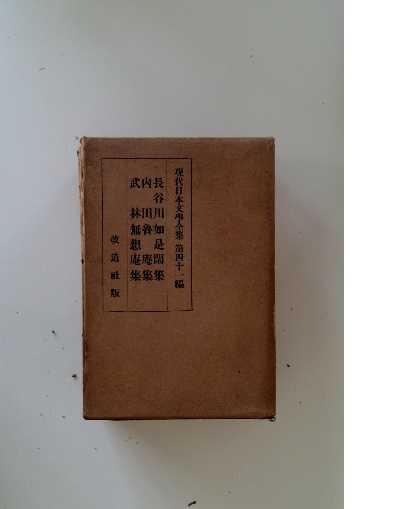 現代日本文學全集 第四十一編
長谷川如是閑集
内田魯庵集
武林無想庵集
改造社版